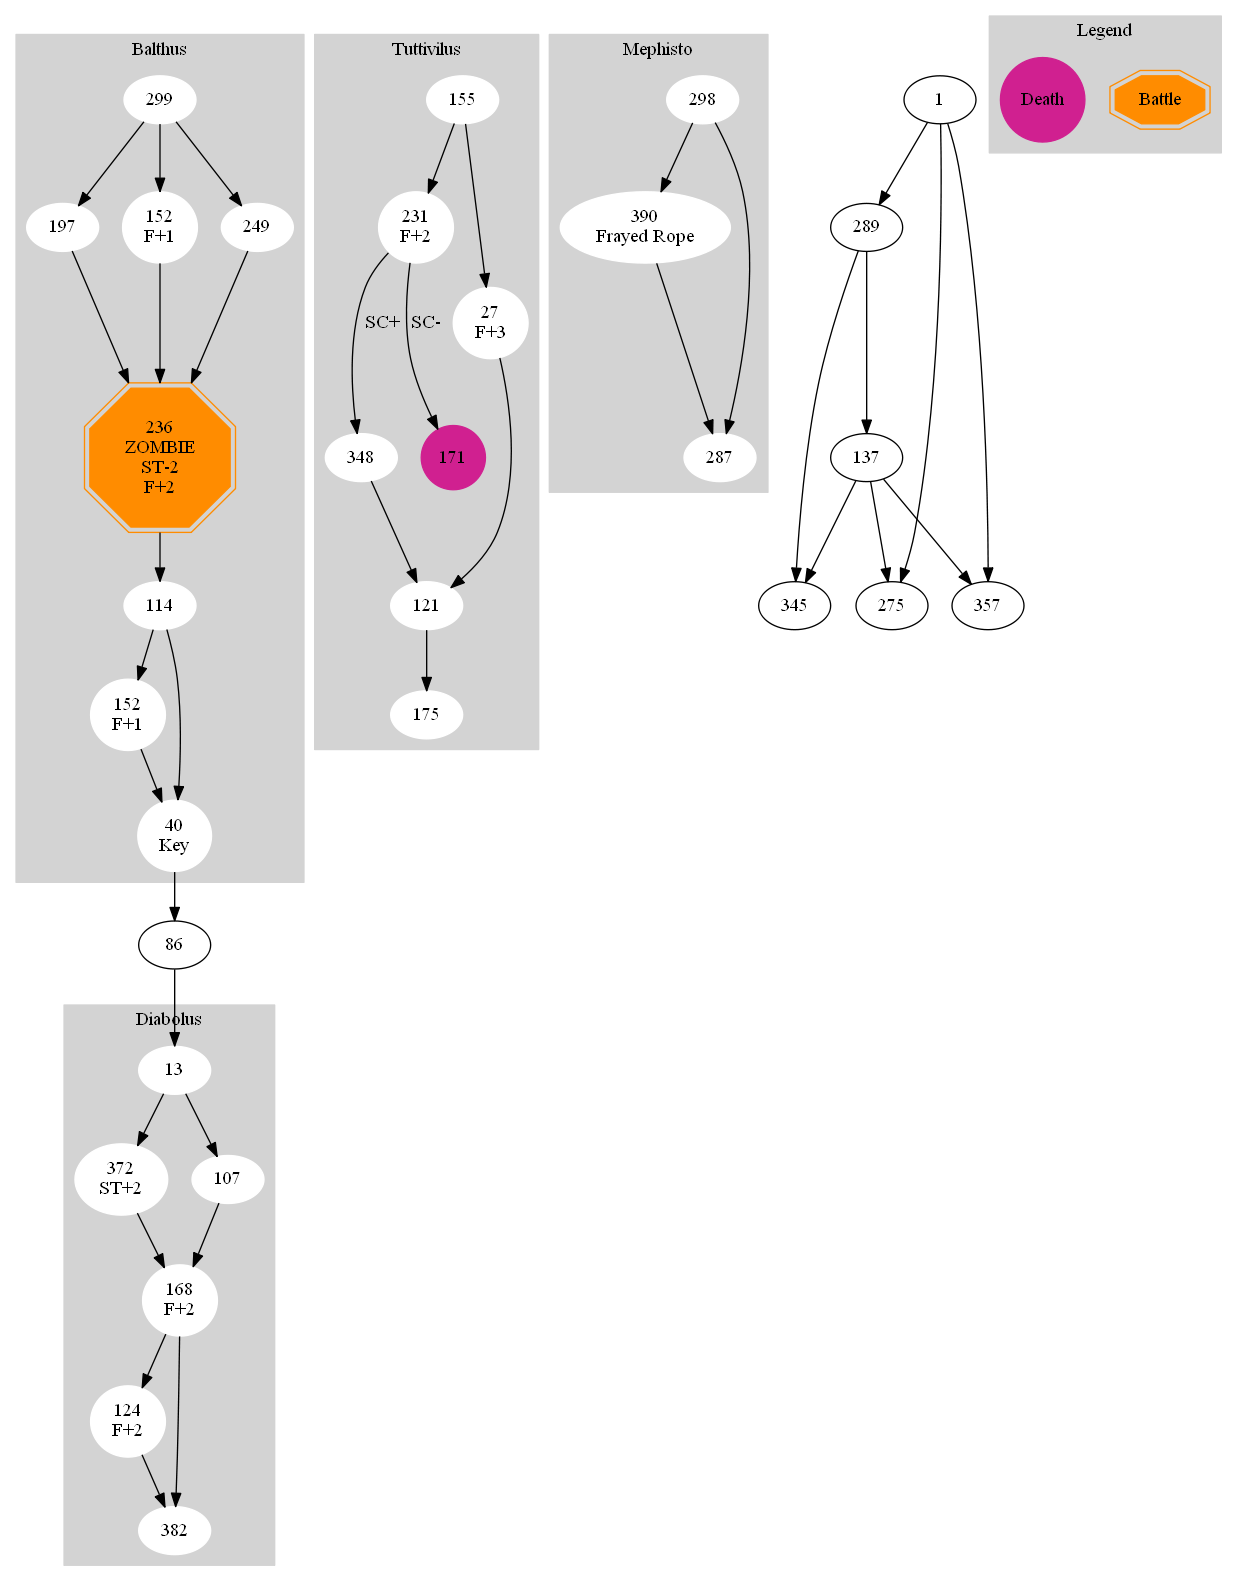 Balthus
299
197
152
F+1
249
236
ZOMBIE
ST-2
F+2
114
152
F+1
40
Key
86
Diabolus
13
372
ST+2
107
168
F+2
124
F+2
382
Tuttivilus
155
231
F+2
27
F+3
SC+
SC-
348
171
121
175
Mephisto
298
390
Frayed Rope
287
1
289
137
345
275
357
Legend
Death
Battle